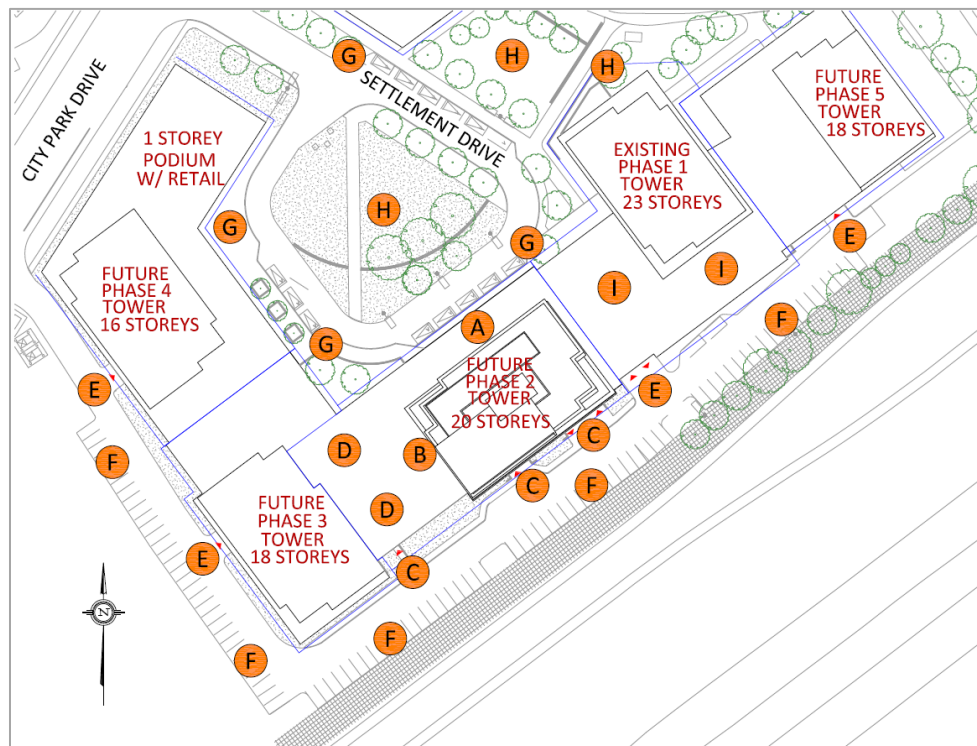 G
H
SETTLEMENT DRIVE
H
CITY PARK DRIVE
1 STOREY
PODIUM
W/ RETAIL
FUTURE
PHASE 5
TOWER
18 STOREYS
EXISTING
PHASE 1
TOWER
23 STOREYS
H
G
G
E
I
I
FUTURE
PHASE 4
TOWER
16 STOREYS
A
F
G
FUTURE
PHASE 2
TOWER
20 STOREYS
E
E
D
B
C
F
C
F
FUTURE
PHASE 3
TOWER
18 STOREYS
D
E
C
N
F
F